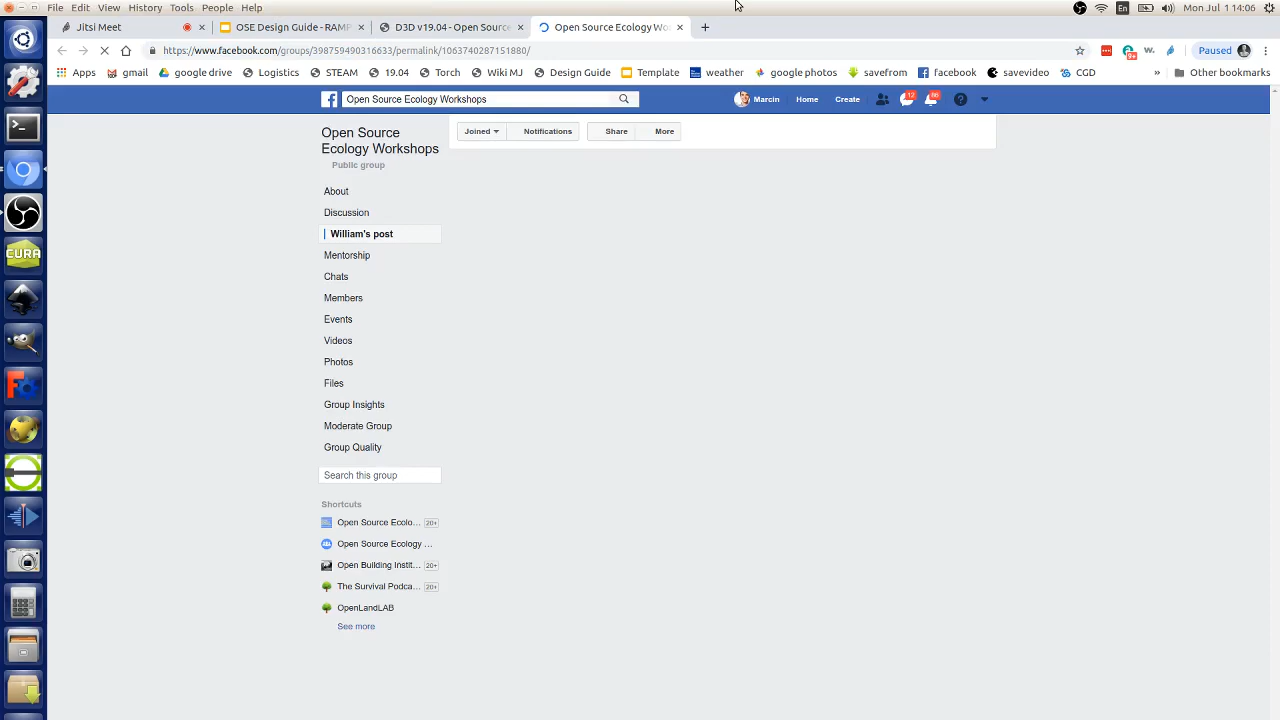 File Edit View History Tools People Help
En Mon Jul 1 14:06
Jitsi Meet
OSE Design Guide - RAMP
D3D v19.04 - Open Source
Open Source Ecology Wo
https://www.facebook.com/groups/398759490316633/permalink/1063740287151880/
9+
w.
Paused
Apps gmail google drive Logistics STEAM 19.04 Torch Wiki MJ Design Guide Template weather google photos savefrom facebook savevideo CGD » Other bookmarks
Open Source Ecology Workshops
Marcin Home Create
12
Open Source
Ecology Workshops
Public group
Joined Notifications Share More
About
Discussion
William's post
Mentorship
Chats
Members
Events
Videos
Photos
Files
Group Insights
Moderate Group
Group Quality
Search this group
Shortcuts
Open Source Ecolo... 20+
Open Source Ecology ...
Open Building Instit... 20+
The Survival Podca... 20+
OpenLandLAB
See more
CURA